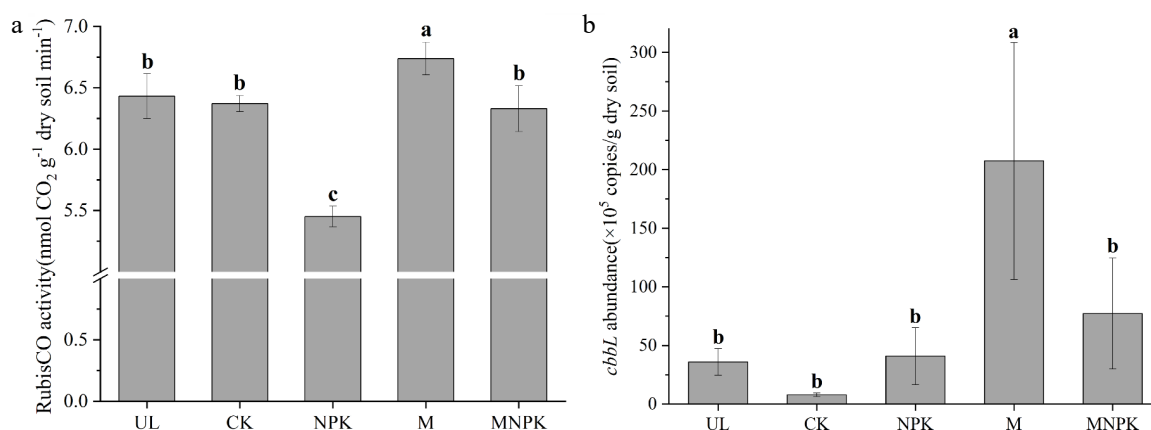 a
RubisCO activity(nmol CO₂ g⁻¹ dry soil min⁻¹)
7.0
6.5
6.0
5.5
0.5
0.0
b
b
c
a
b
UL CK NPK M MNPK
b
cbbL abundance(×10⁵ copies/g dry soil)
300
250
200
150
100
50
0
b
b
b
a
b
UL CK NPK M MNPK